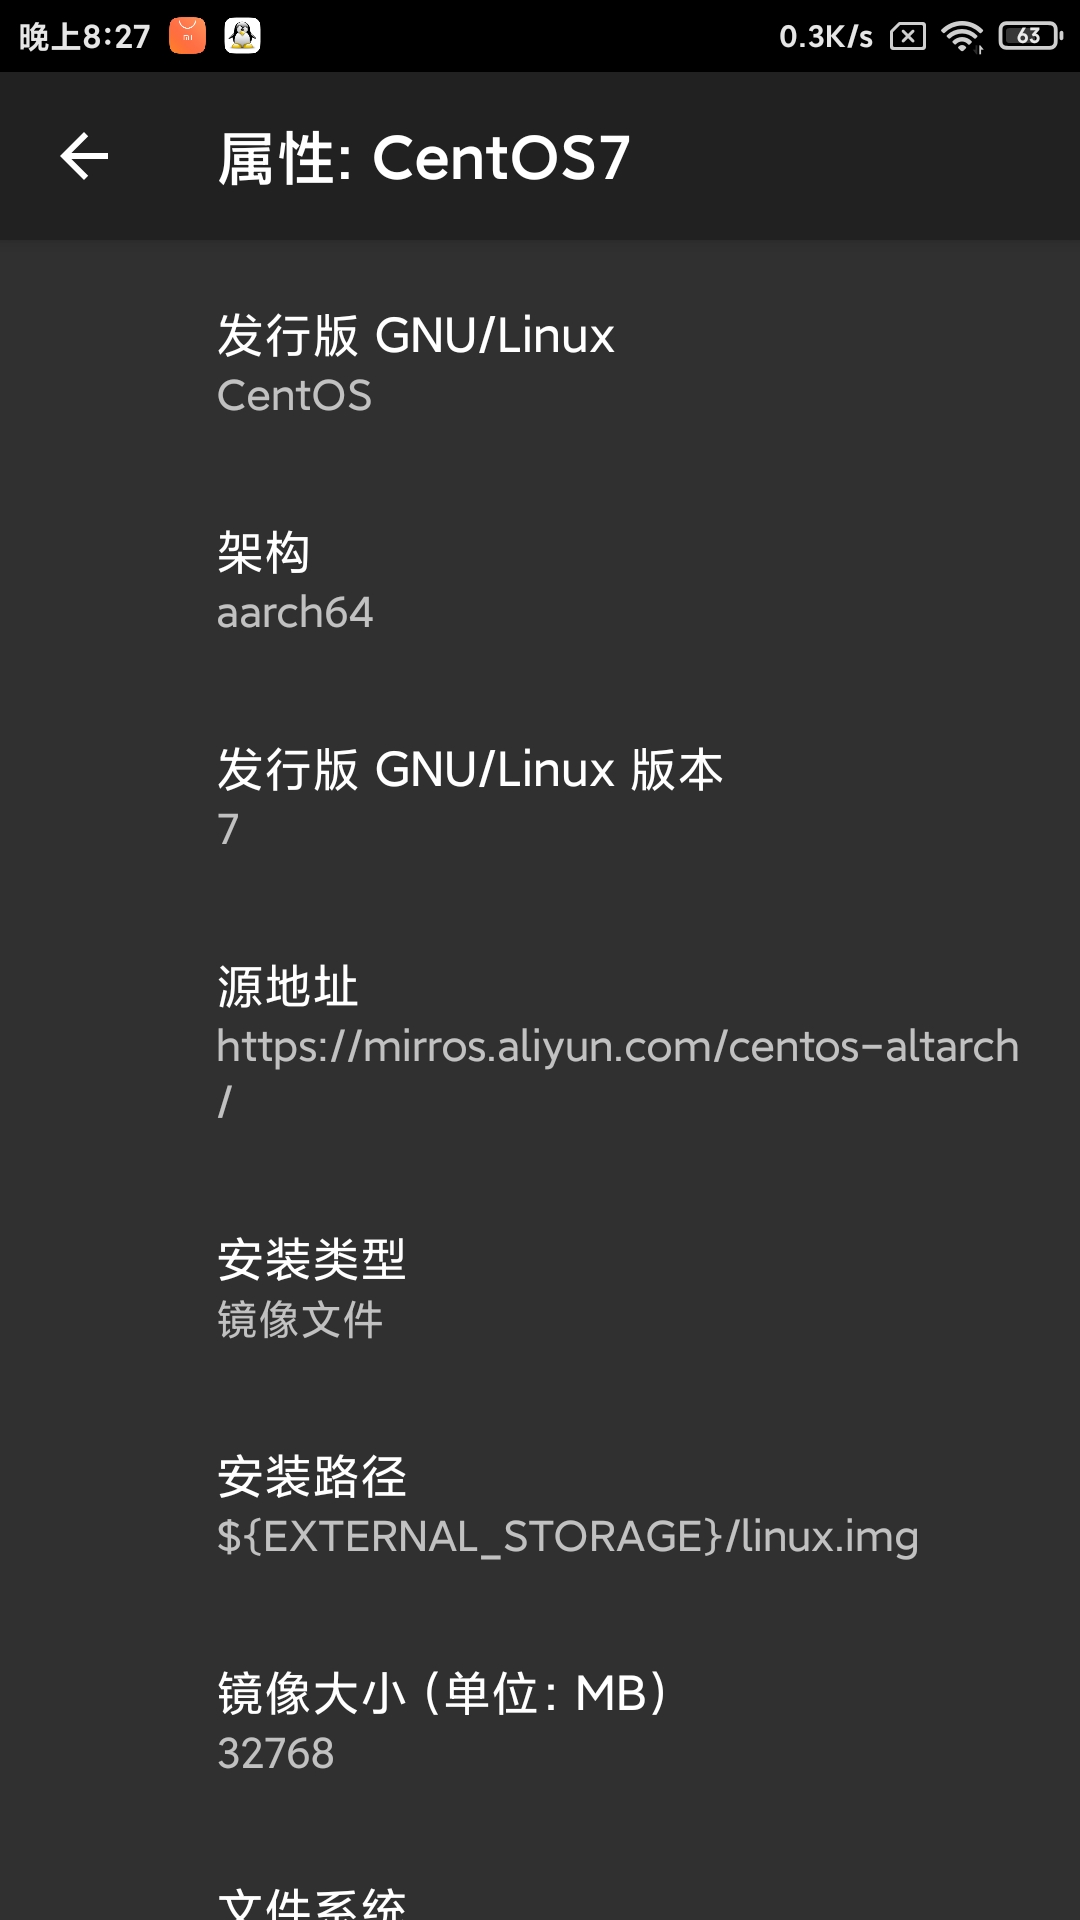 晚上8:27
0.3K/s
63
属性: CentOS7
发行版 GNU/Linux
CentOS
架构
aarch64
发行版 GNU/Linux 版本
7
源地址
https://mirros.aliyun.com/centos-altarch
/
安装类型
镜像文件
安装路径
${EXTERNAL_STORAGE}/linux.img
镜像大小 (单位: MB)
32768
文件系统